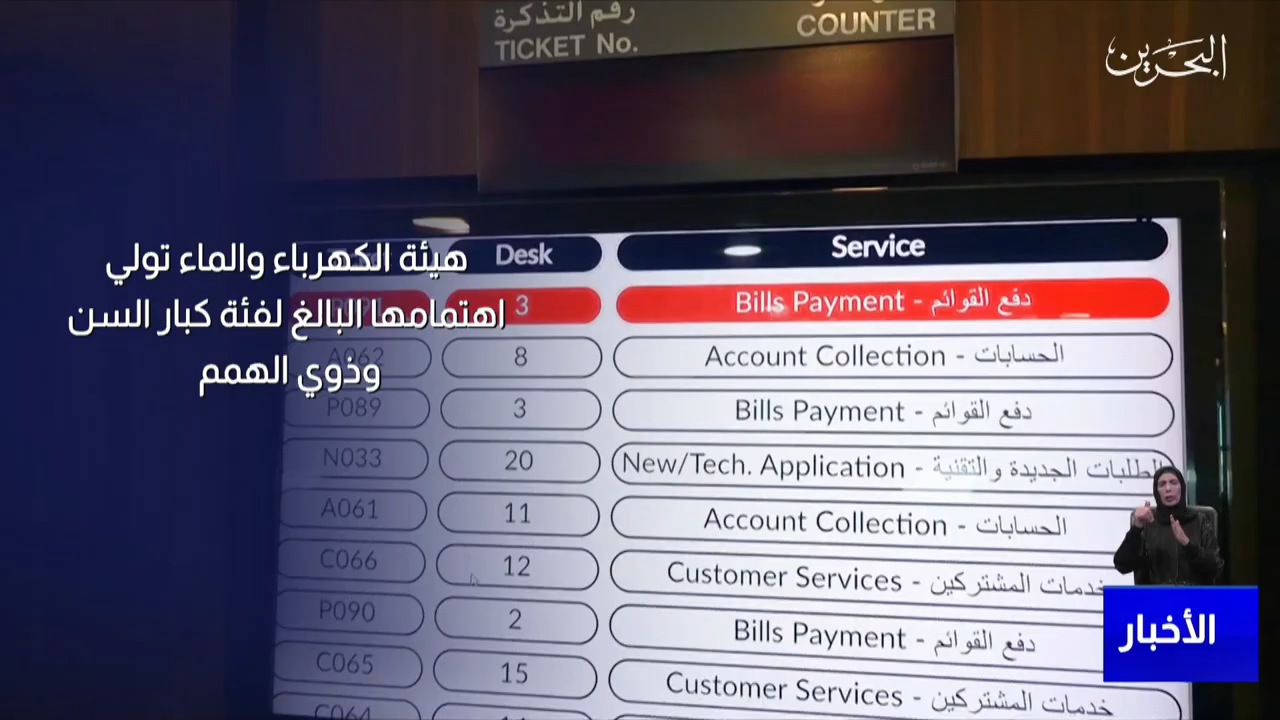 رقم التذكرة
TICKET No.
COUNTER
البحرين
هيئة الكهرباء والماء تولي
اهتمامها البالغ لفئة كبار السن
وذوي الهمم
Desk Service
3 Bills Payment - دفع القوائم
A062 8 Account Collection - الحسابات
P089 3 Bills Payment - دفع القوائم
N033 20 New/Tech. Application - الطلبات الجديدة والتقنية
A061 11 Account Collection - الحسابات
C066 12 Customer Services - خدمات المشتركين
P090 2 Bills Payment - دفع القوائم
C065 15 Customer Services - خدمات المشتركين
C064
الأخبار